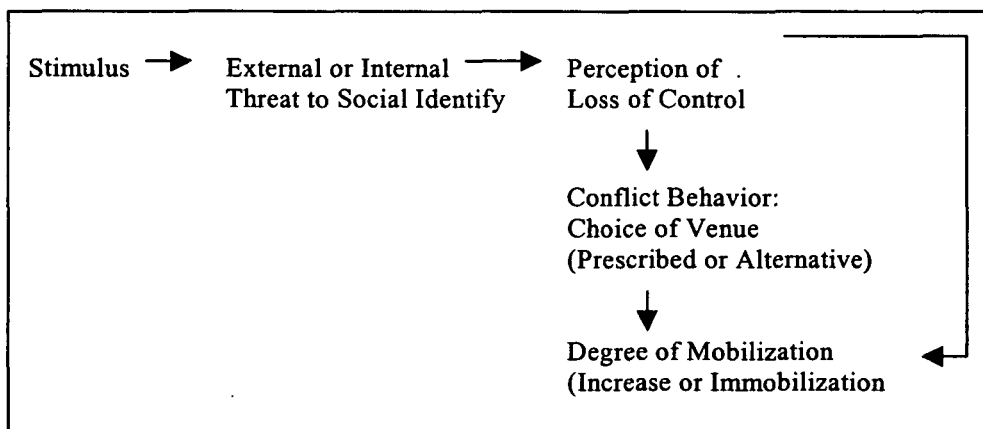 Stimulus
External or Internal
Threat to Social Identify
Perception of .
Loss of Control
Conflict Behavior:
Choice of Venue
(Prescribed or Alternative)
Degree of Mobilization
(Increase or Immobilization